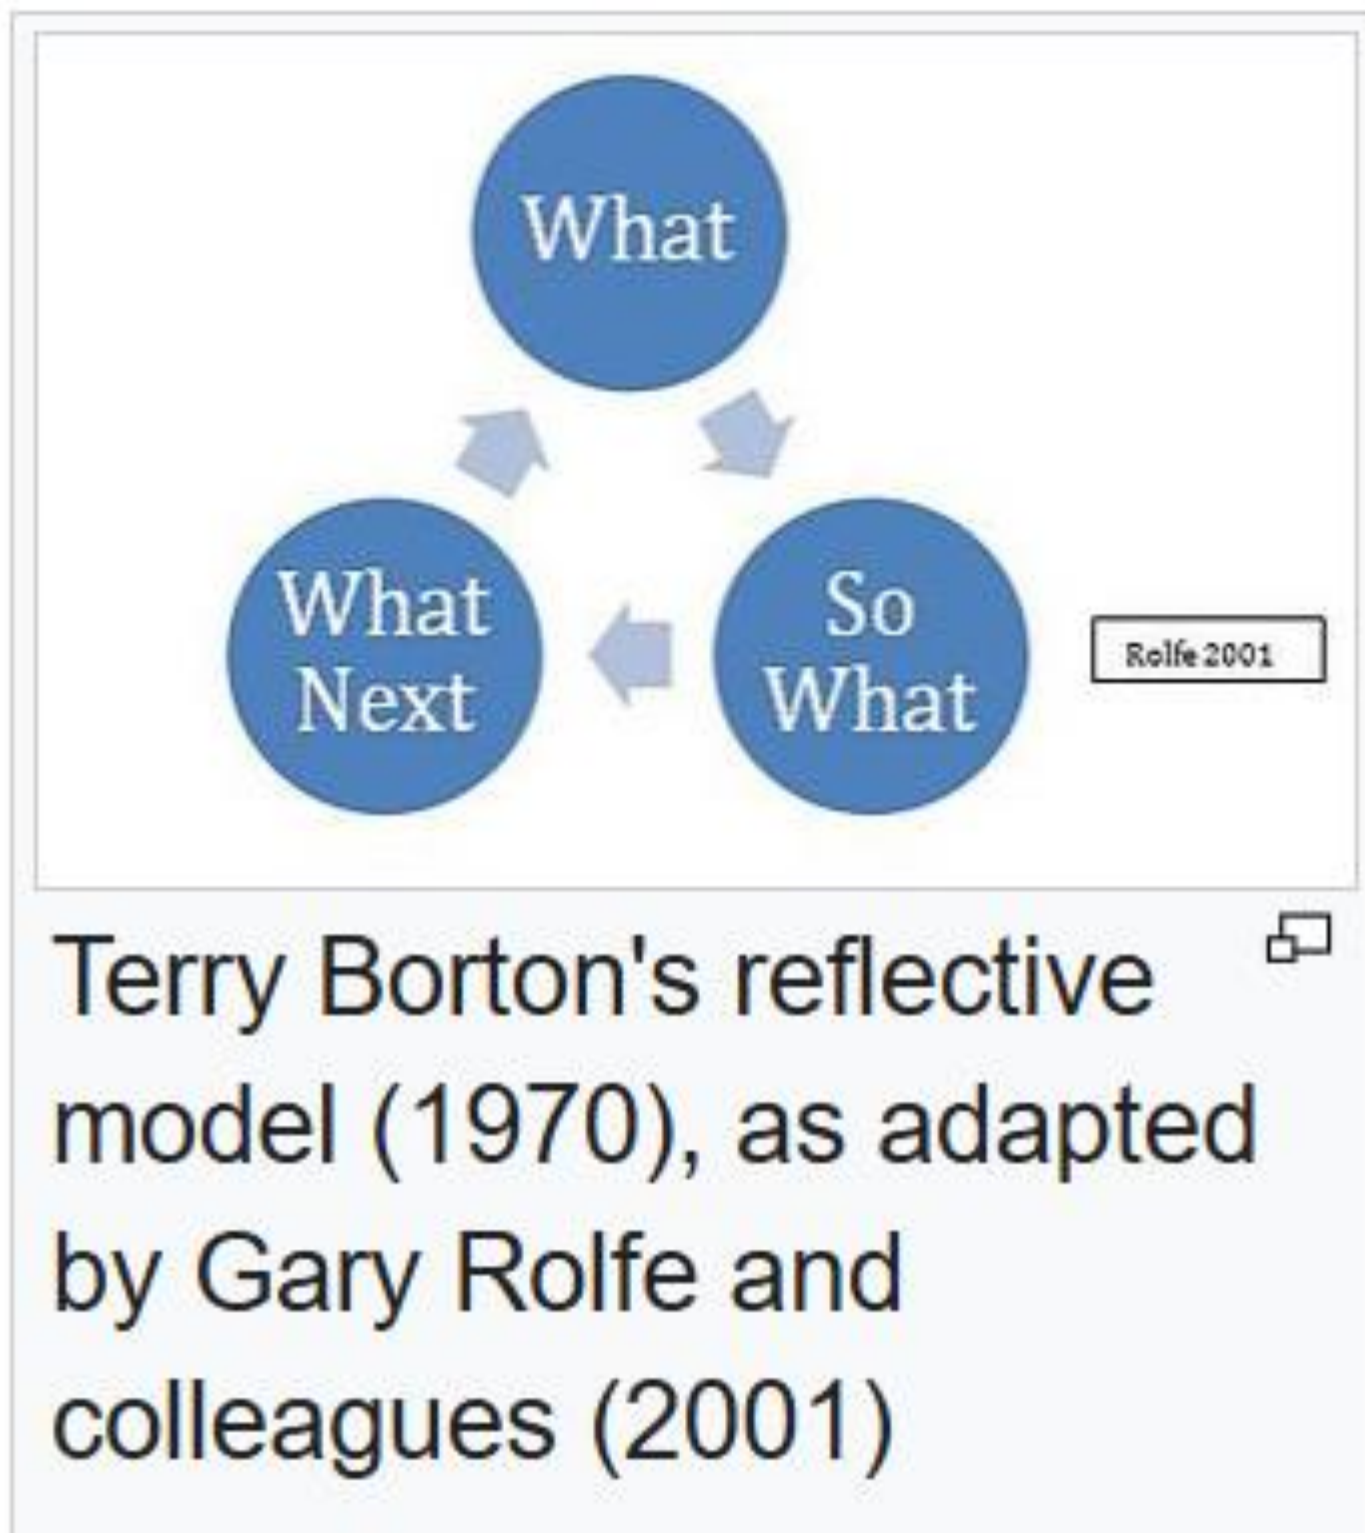 What
What
Next
So
What
Rolfe 2001
Terry Borton's reflective
model (1970), as adapted
by Gary Rolfe and
colleagues (2001)